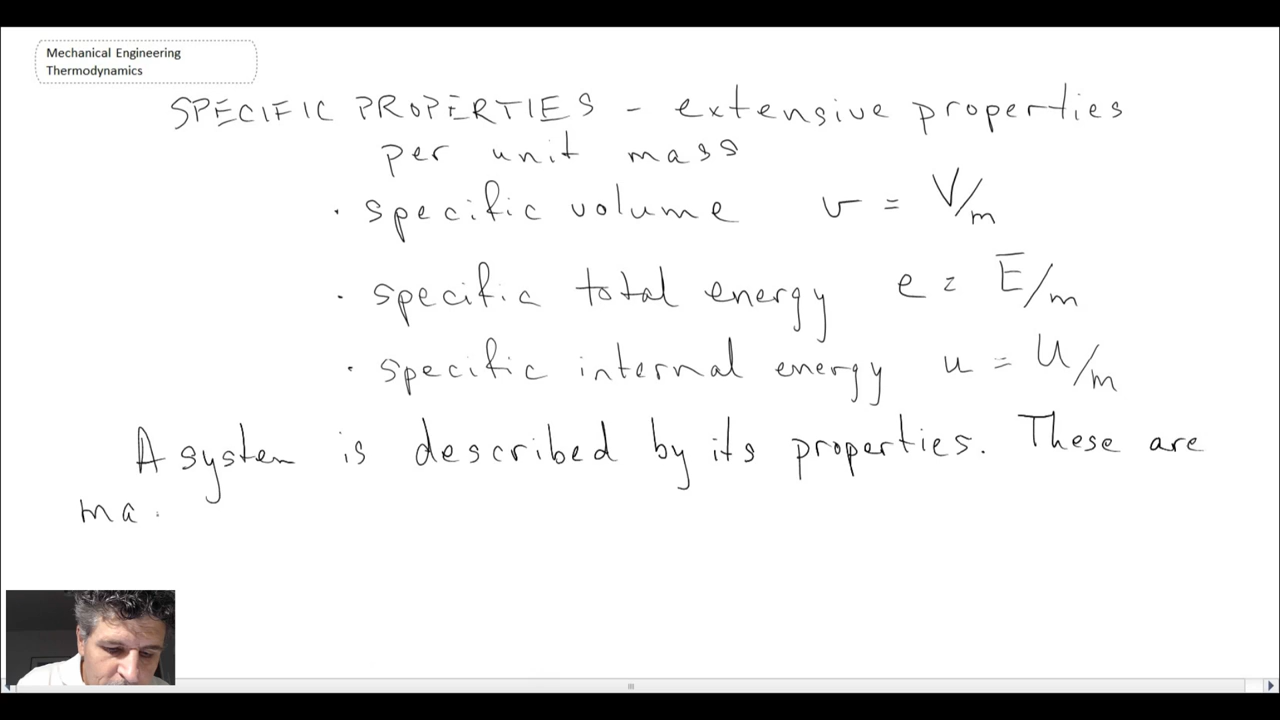 Mechanical Engineering
Thermodynamics
SPECIFIC PROPERTIES - extensive properties
per unit mass
· specific volume v = V/m
· specific total energy e = E/m
· specific internal energy u = U/m
A system is described by its properties. These are
ma